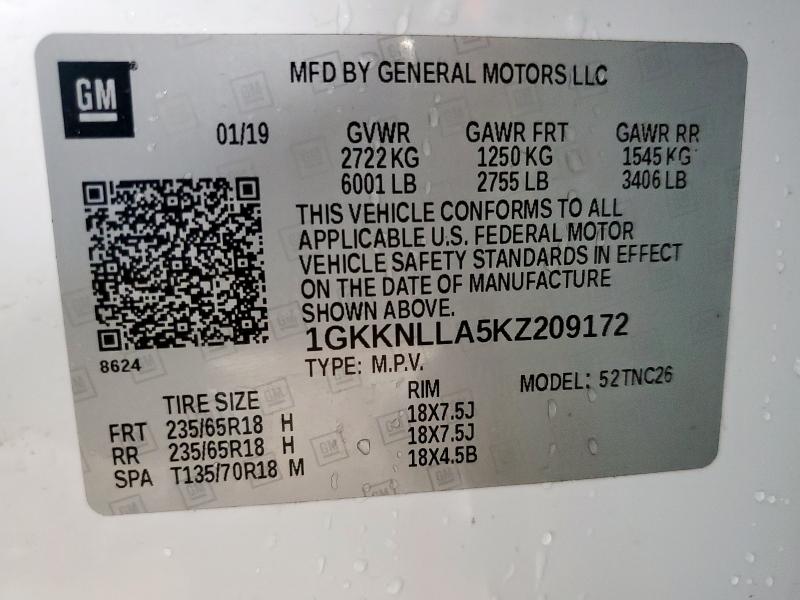 GM
MFD BY GENERAL MOTORS LLC
01/19 GVWR GAWR FRT GAWR RR
2722 KG 1250 KG 1545 KG
6001 LB 2755 LB 3406 LB
THIS VEHICLE CONFORMS TO ALL
APPLICABLE U.S. FEDERAL MOTOR
VEHICLE SAFETY STANDARDS IN EFFECT
ON THE DATE OF MANUFACTURE
SHOWN ABOVE.
1GKKNLLA5KZ209172
8624
TYPE: M.P.V.
MODEL: 52TNC26
TIRE SIZE RIM
FRT 235/65R18 H 18X7.5J
RR 235/65R18 H 18X7.5J
SPA T135/70R18 M 18X4.5B